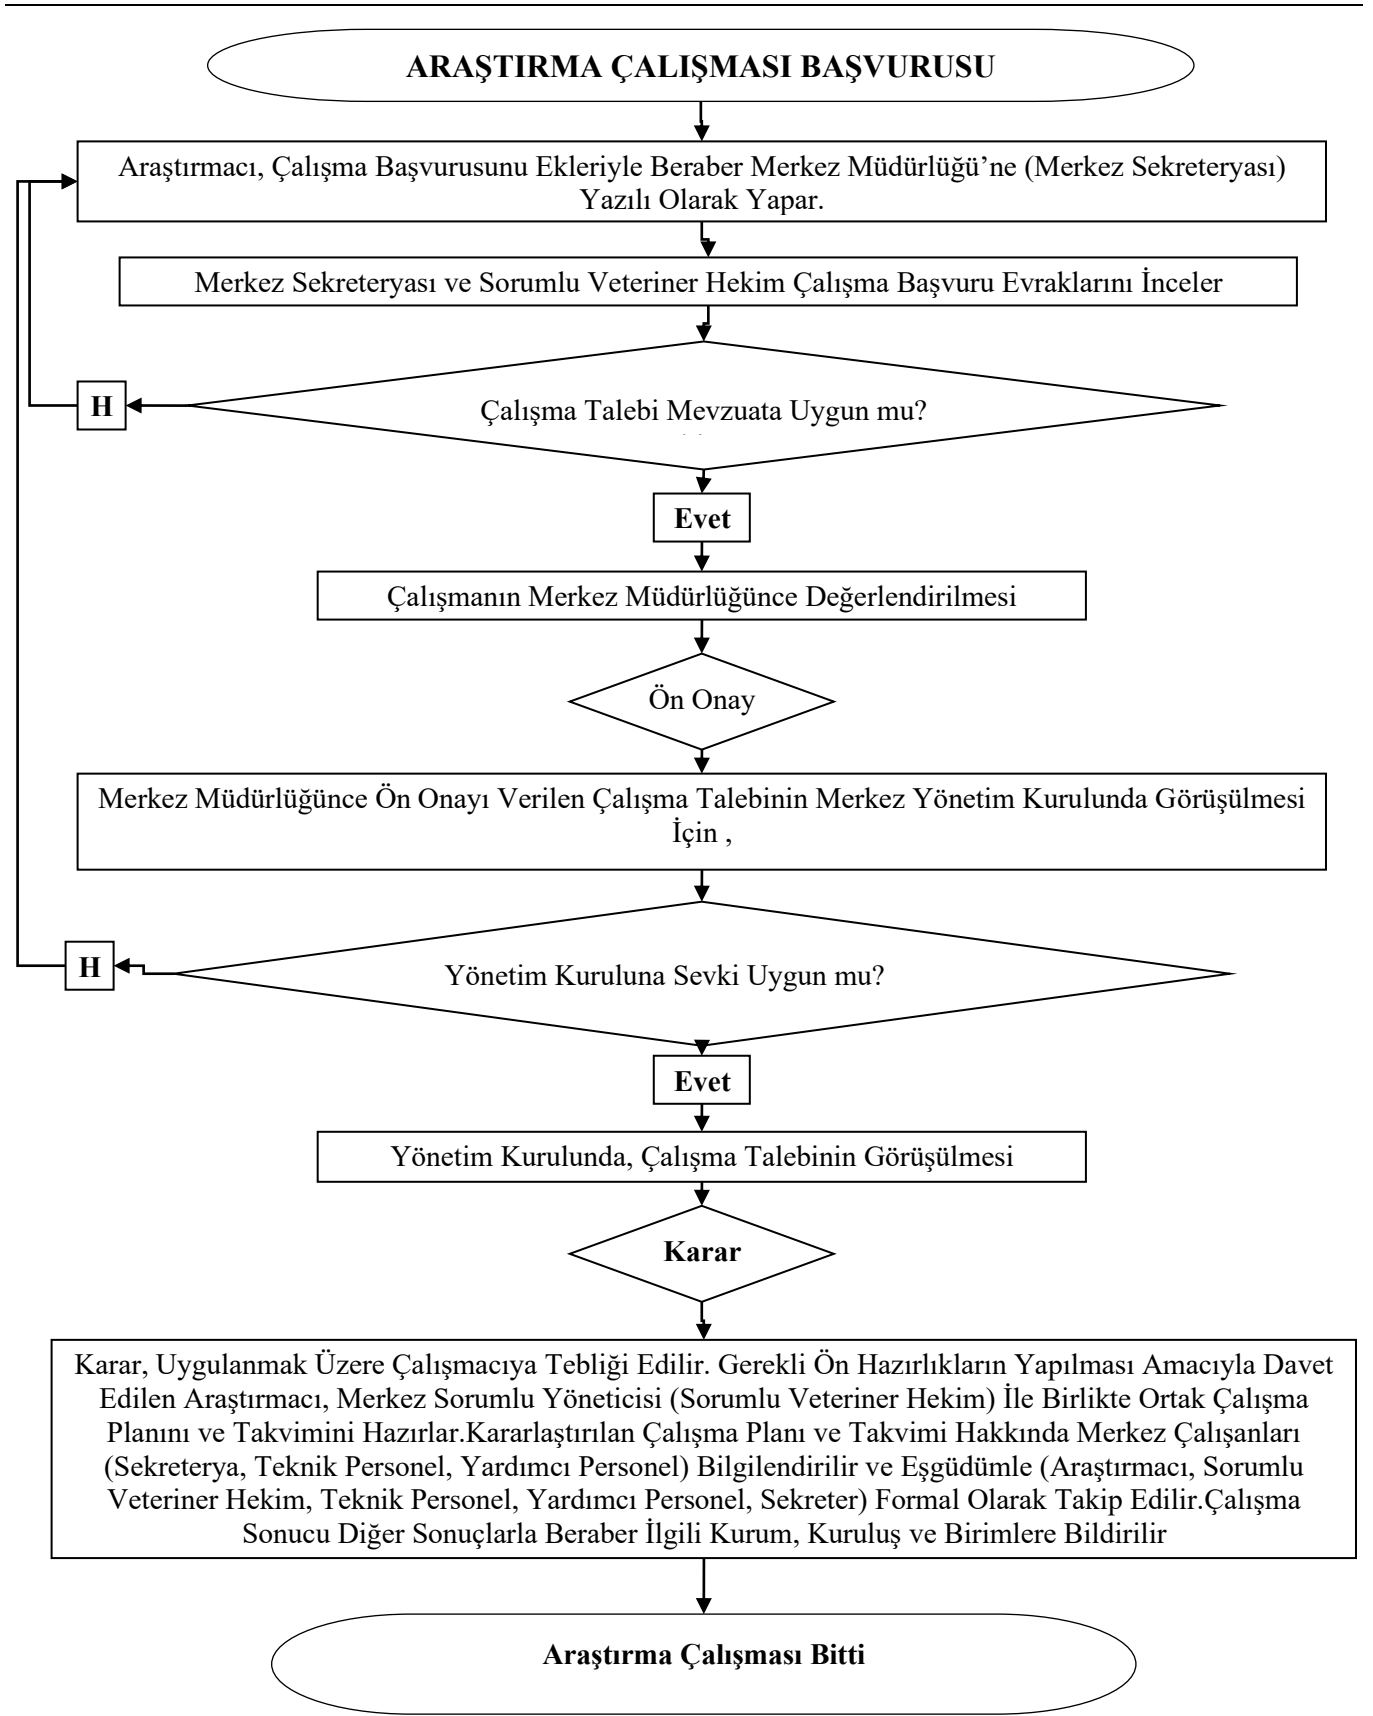 ARAŞTIRMA ÇALIŞMASI BAŞVURUSU
Araştırmacı, Çalışma Başvurusunu Ekleriyle Beraber Merkez Müdürlüğü’ne (Merkez Sekreteryası)
Yazılı Olarak Yapar.
Merkez Sekreteryası ve Sorumlu Veteriner Hekim Çalışma Başvuru Evraklarını İnceler
H
Çalışma Talebi Mevzuata Uygun mu?
Evet
Çalışmanın Merkez Müdürlüğünce Değerlendirilmesi
Ön Onay
Merkez Müdürlüğünce Ön Onayı Verilen Çalışma Talebinin Merkez Yönetim Kurulunda Görüşülmesi
İçin ,
H
Yönetim Kuruluna Sevki Uygun mu?
Evet
Yönetim Kurulunda, Çalışma Talebinin Görüşülmesi
Karar
Karar, Uygulanmak Üzere Çalışmacıya Tebliği Edilir. Gerekli Ön Hazırlıkların Yapılması Amacıyla Davet
Edilen Araştırmacı, Merkez Sorumlu Yöneticisi (Sorumlu Veteriner Hekim) İle Birlikte Ortak Çalışma
Planını ve Takvimini Hazırlar.Kararlaştırılan Çalışma Planı ve Takvimi Hakkında Merkez Çalışanları
(Sekreterya, Teknik Personel, Yardımcı Personel) Bilgilendirilir ve Eşgüdümle (Araştırmacı, Sorumlu
Veteriner Hekim, Teknik Personel, Yardımcı Personel, Sekreter) Formal Olarak Takip Edilir.Çalışma
Sonucu Diğer Sonuçlarla Beraber İlgili Kurum, Kuruluş ve Birimlere Bildirilir
Araştırma Çalışması Bitti